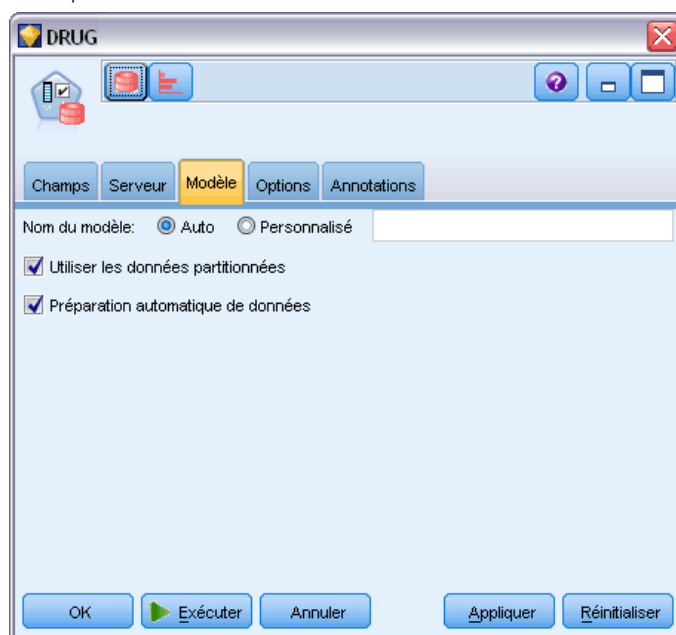 DRUG
Champs Serveur Modèle Options Annotations
Nom du modèle: Auto Personnalisé
Utiliser les données partitionnées
Préparation automatique de données
OK Exécuter Annuler Appliquer Réinitialiser